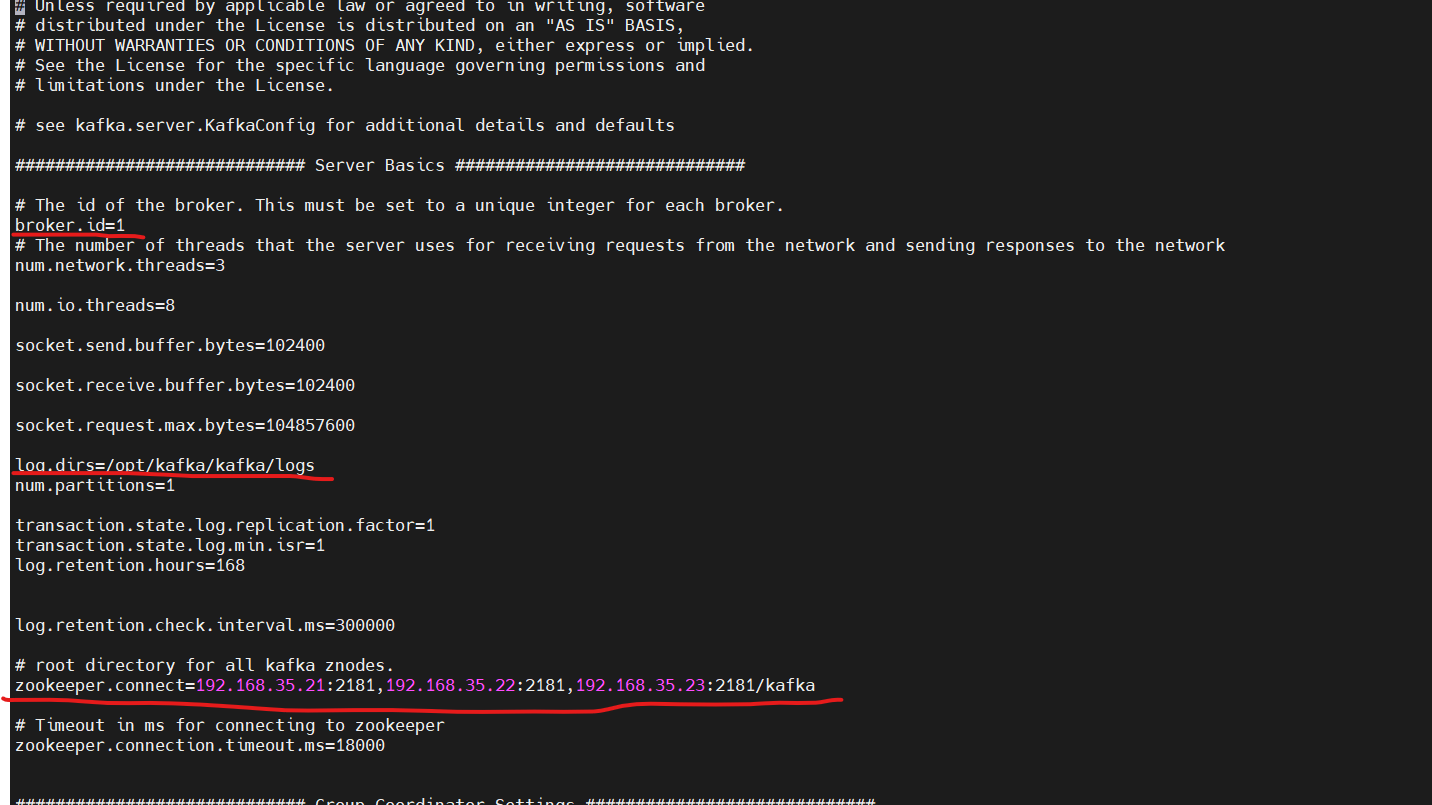 # Unless required by applicable law or agreed to in writing, software
# distributed under the License is distributed on an "AS IS" BASIS,
# WITHOUT WARRANTIES OR CONDITIONS OF ANY KIND, either express or implied.
# See the License for the specific language governing permissions and
# limitations under the License.
# see kafka.server.KafkaConfig for additional details and defaults
############################# Server Basics #############################
# The id of the broker. This must be set to a unique integer for each broker.
broker.id=1
# The number of threads that the server uses for receiving requests from the network and sending responses to the network
num.network.threads=3
num.io.threads=8
socket.send.buffer.bytes=102400
socket.receive.buffer.bytes=102400
socket.request.max.bytes=104857600
log.dirs=/opt/kafka/kafka/logs
num.partitions=1
transaction.state.log.replication.factor=1
transaction.state.log.min.isr=1
log.retention.hours=168
log.retention.check.interval.ms=300000
# root directory for all kafka znodes.
zookeeper.connect=192.168.35.21:2181,192.168.35.22:2181,192.168.35.23:2181/kafka
# Timeout in ms for connecting to zookeeper
zookeeper.connection.timeout.ms=18000
############################# Group Coordinator Settings #############################